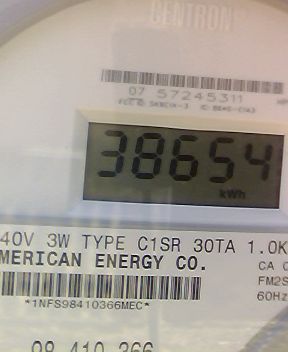 CENTRON
07 57245311
38654
kWh
40V 3W TYPE C1SR 30TA 1.0K
MERICAN ENERGY CO.
CA 0
FM2S
60Hz
*1NFS98410366MEC*
98 410 366